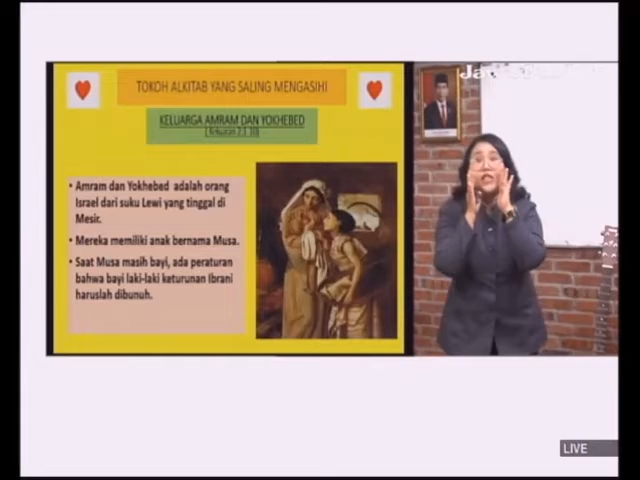 TOKOH ALKITAB YANG SALING MENGASIHI
KELUARGA AMRAM DAN YOKHEBED
• Amram dan Yokhebed adalah orang
Israel dari suku Lewi yang tinggal di
Mesir.
• Mereka memiliki anak bernama Musa.
• Saat Musa masih bayi, ada peraturan
bahwa bayi laki-laki keturunan Ibrani
haruslah dibunuh.
LIVE